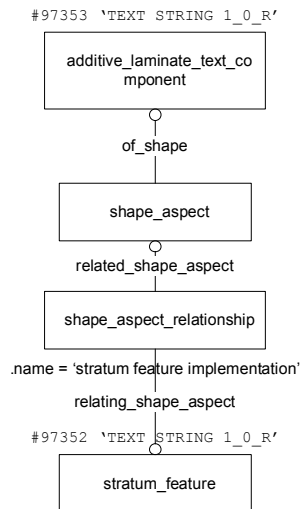 #97353 ‘TEXT STRING 1_0_R’
additive_laminate_text_co
mponent
of_shape
shape_aspect
related_shape_aspect
shape_aspect_relationship
.name = ‘stratum feature implementation’
relating_shape_aspect
#97352 ‘TEXT STRING 1_0_R’
stratum_feature